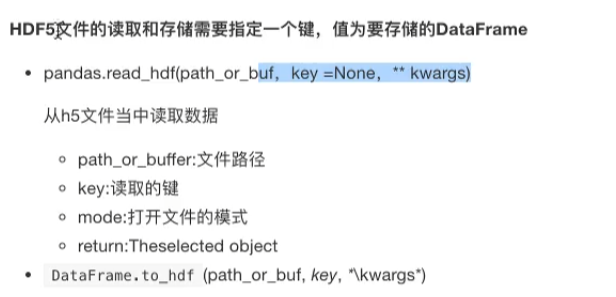 HDF5文件的读取和存储需要指定一个键，值为要存储的DataFrame
pandas.read_hdf(path_or_buf，key =None，** kwargs)
从h5文件当中读取数据
path_or_buffer:文件路径
key:读取的键
mode:打开文件的模式
return:Theselected object
DataFrame.to_hdf (path_or_buf, key, *\kwargs*)